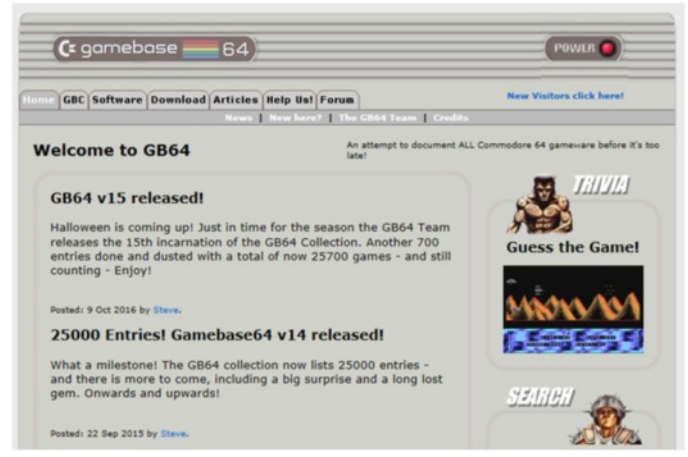 gamebase 64
POWER
Home GBC Software Download Articles Help Us! Forum
New Visitors click here!
News | New here? | The GB64 Team | Credits
Welcome to GB64
An attempt to document ALL Commodore 64 gameware before it's too
late!
GB64 v15 released!
Halloween is coming up! Just in time for the season the GB64 Team
releases the 15th incarnation of the GB64 Collection. Another 700
entries done and dusted with a total of now 25700 games - and still
counting - Enjoy!
Posted: 9 Oct 2016 by Steve.
25000 Entries! Gamebase64 v14 released!
What a milestone! The GB64 collection now lists 25000 entries -
and there is more to come, including a big surprise and a long lost
gem. Onwards and upwards!
Posted: 22 Sep 2015 by Steve.
TRIVIA
Guess the Game!
SEARCH